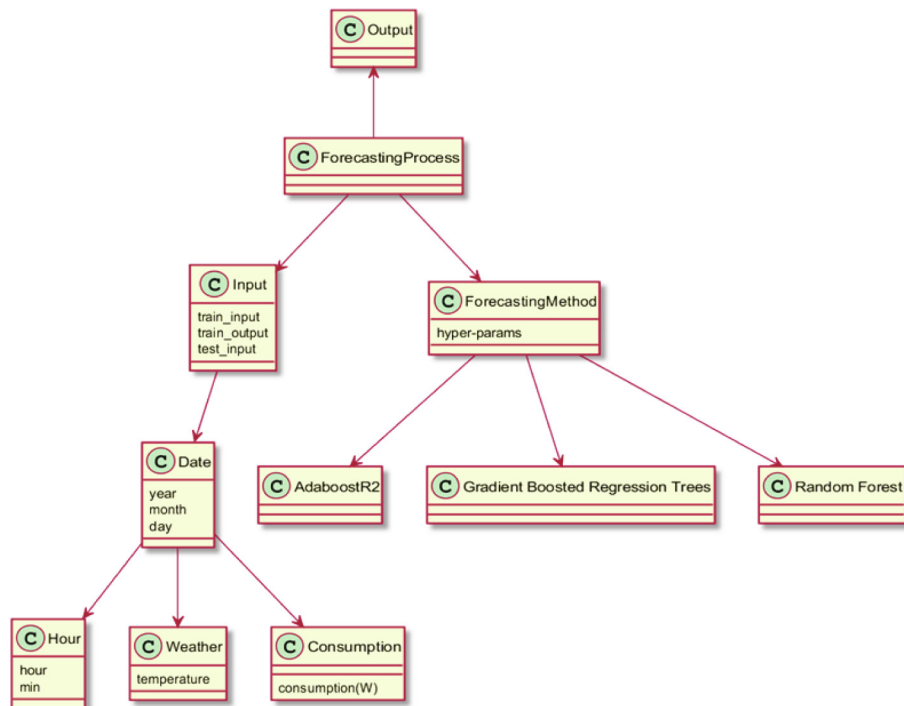 C Output
C ForecastingProcess
C Input
train_input
train_output
test_input
C ForecastingMethod
hyper-params
C Date
year
month
day
C AdaboostR2
C Gradient Boosted Regression Trees
C Random Forest
C Hour
hour
min
C Weather
temperature
C Consumption
consumption(W)